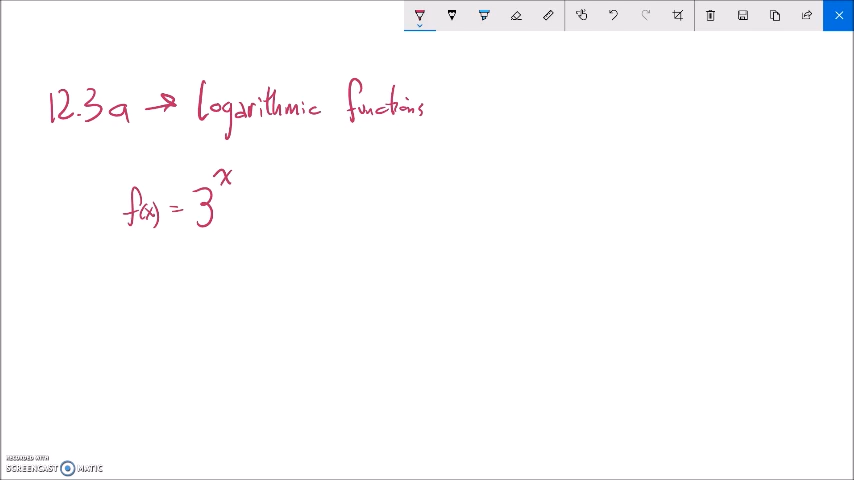 12.3a → Logarithmic functions
f(x) = 3^x
RECORDED WITH
SCREENCAST MATIC